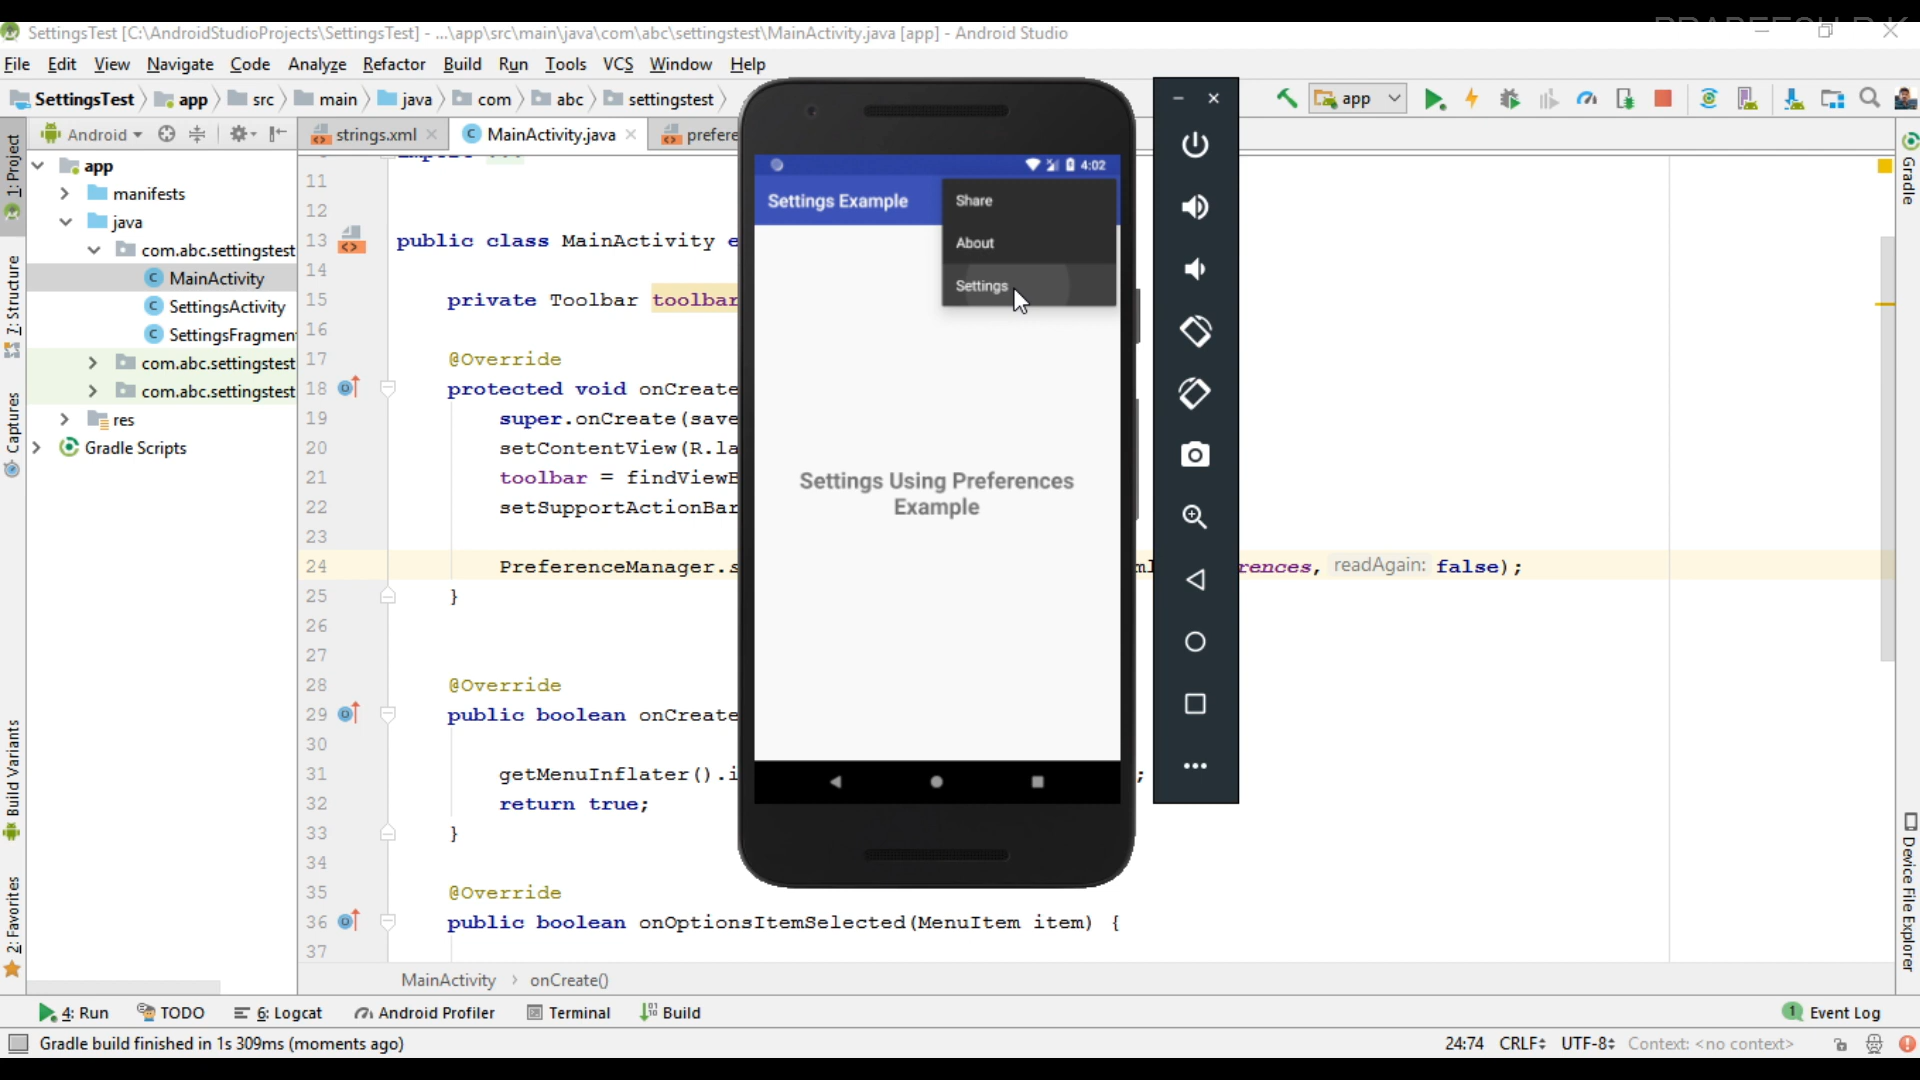 SettingsTest [C:\AndroidStudioProjects\SettingsTest] - ...\app\src\main\java\com\abc\settingstest\MainActivity.java [app] - Android Studio
File Edit View Navigate Code Analyze Refactor Build Run Tools VCS Window Help
SettingsTest app src main java com abc settingstest
app
Android
strings.xml
MainActivity.java
prefere
1: Project
7: Structure
Captures
Build Variants
2: Favorites
app
manifests
java
com.abc.settingstest
MainActivity
SettingsActivity
SettingsFragmen
com.abc.settingstest
com.abc.settingstest
res
Gradle Scripts
11
12
13 public class MainActivity e
14
15 private Toolbar toolbar
16
17 @Override
18 protected void onCreate
19 super.onCreate(save
20 setContentView(R.la
21 toolbar = findViewB
22 setSupportActionBar
23
24 PreferenceManager.s rences, readAgain: false);
25 }
26
27
28 @Override
29 public boolean onCreate
30
31 getMenuInflater().i ;
32 return true;
33 }
34
35 @Override
36 public boolean onOptionsItemSelected(MenuItem item) {
37
4:02
Settings Example
Share
About
Settings
Settings Using Preferences
Example
Gradle
Device File Explorer
MainActivity onCreate()
4: Run TODO 6: Logcat Android Profiler Terminal Build
1 Event Log
Gradle build finished in 1s 309ms (moments ago)
24:74 CRLF UTF-8 Context: <no context>